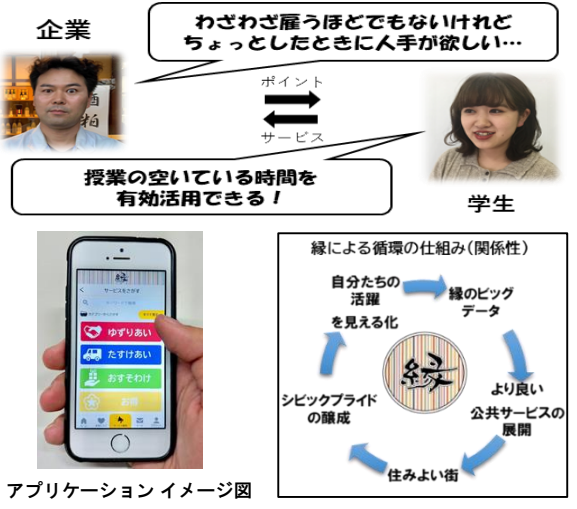 企業
わざわざ雇うほどでもないけれど
ちょっとしたときに人手が欲しい…
ポイント
サービス
授業の空いている時間を
有効活用できる！
学生
縁
サービスをさがす
ゆずりあい
たすけあい
おすそわけ
お得
アプリケーション イメージ図
縁による循環の仕組み（関係性）
自分たちの
活躍
を見える化
縁のビッグ
データ
より良い
公共サービスの
展開
住みよい街
シビックプライド
の醸成
縁